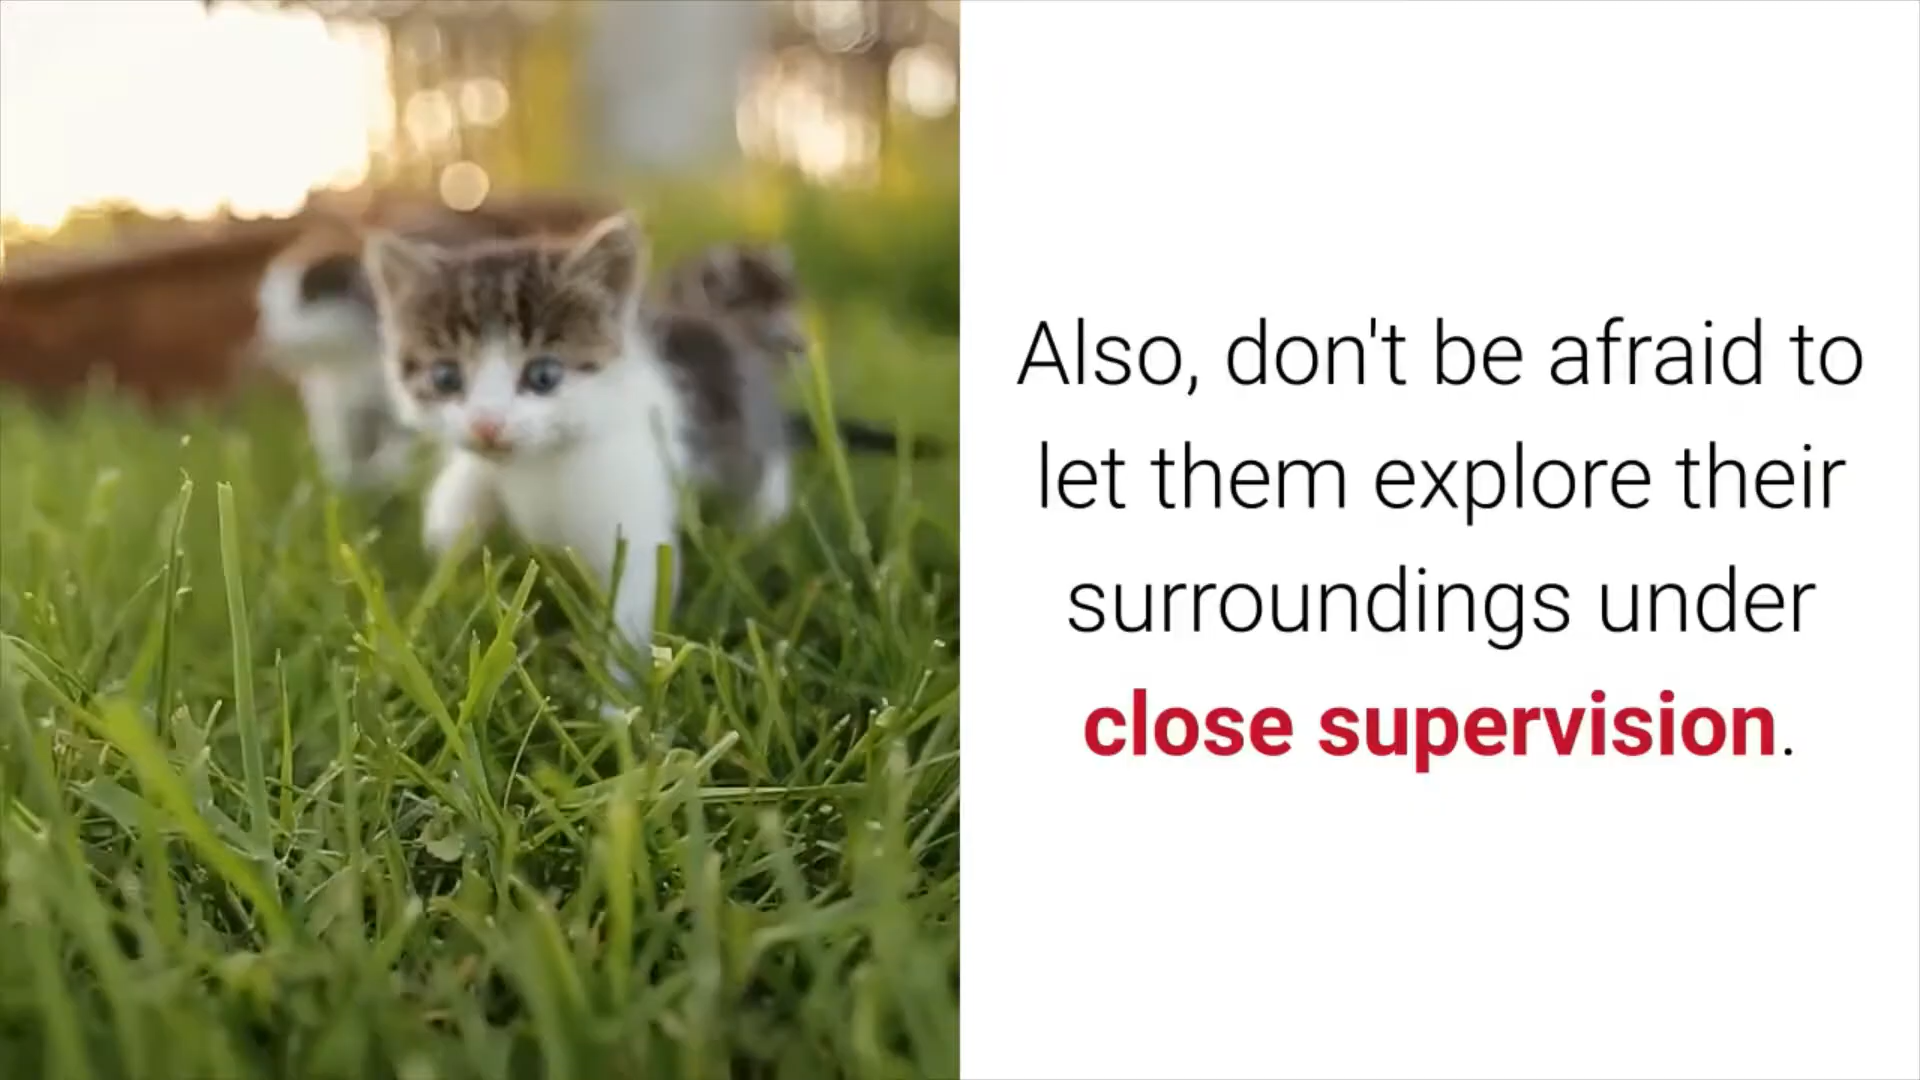 Also, don't be afraid to
let them explore their
surroundings under
close supervision.